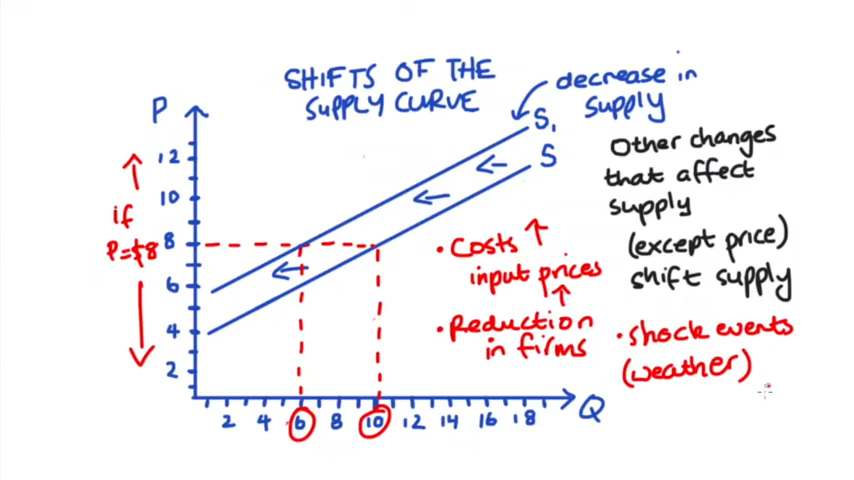 SHIFTS OF THE
SUPPLY CURVE
decrease in
supply
P
S₁
S
12
10
8
6
4
2
if
P=$8
Other changes
that affect
supply
(except price)
shift supply
• Costs ↑
input prices
↑
• Reduction
in firms
• shock events
(weather)
2 4 6 8 10 12 14 16 18 Q